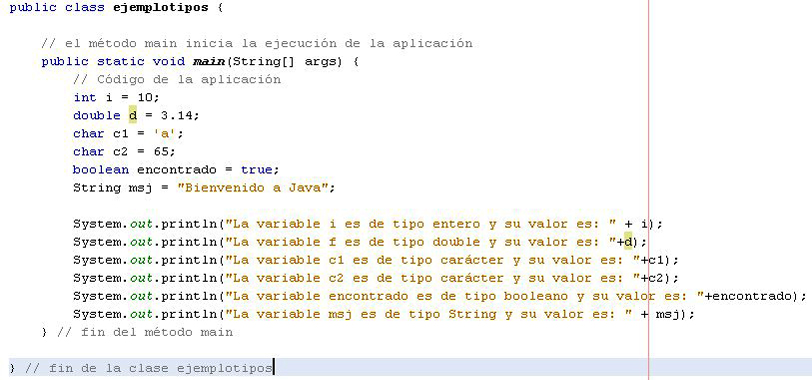 public class ejemplotipos {
// el método main inicia la ejecución de la aplicación
public static void main(String[] args) {
// Código de la aplicación
int i = 10;
double d = 3.14;
char c1 = 'a';
char c2 = 65;
boolean encontrado = true;
String msj = "Bienvenido a Java";
System.out.println("La variable i es de tipo entero y su valor es: " + i);
System.out.println("La variable f es de tipo double y su valor es: "+d);
System.out.println("La variable c1 es de tipo carácter y su valor es: "+c1);
System.out.println("La variable c2 es de tipo carácter y su valor es: "+c2);
System.out.println("La variable encontrado es de tipo booleano y su valor es: "+encontrado);
System.out.println("La variable msj es de tipo String y su valor es: " + msj);
} // fin del método main
} // fin de la clase ejemplotipos